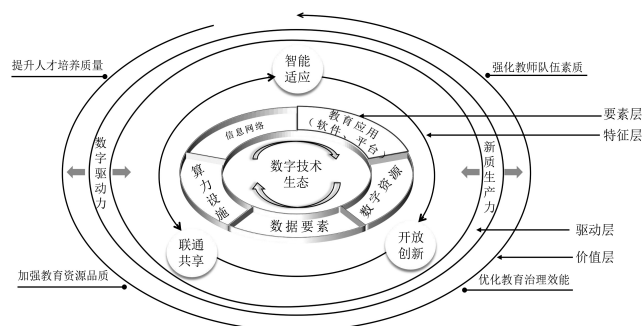 提升人才培养质量
强化教师队伍素质
智能
适应
要素层
特征层
信息网络
教育应用
（软件、平台）
数字驱动力
新质生产力
数字技术
生态
算力设施
数字资源
数据要素
联通
共享
开放
创新
驱动层
价值层
加强教育资源品质
优化教育治理效能